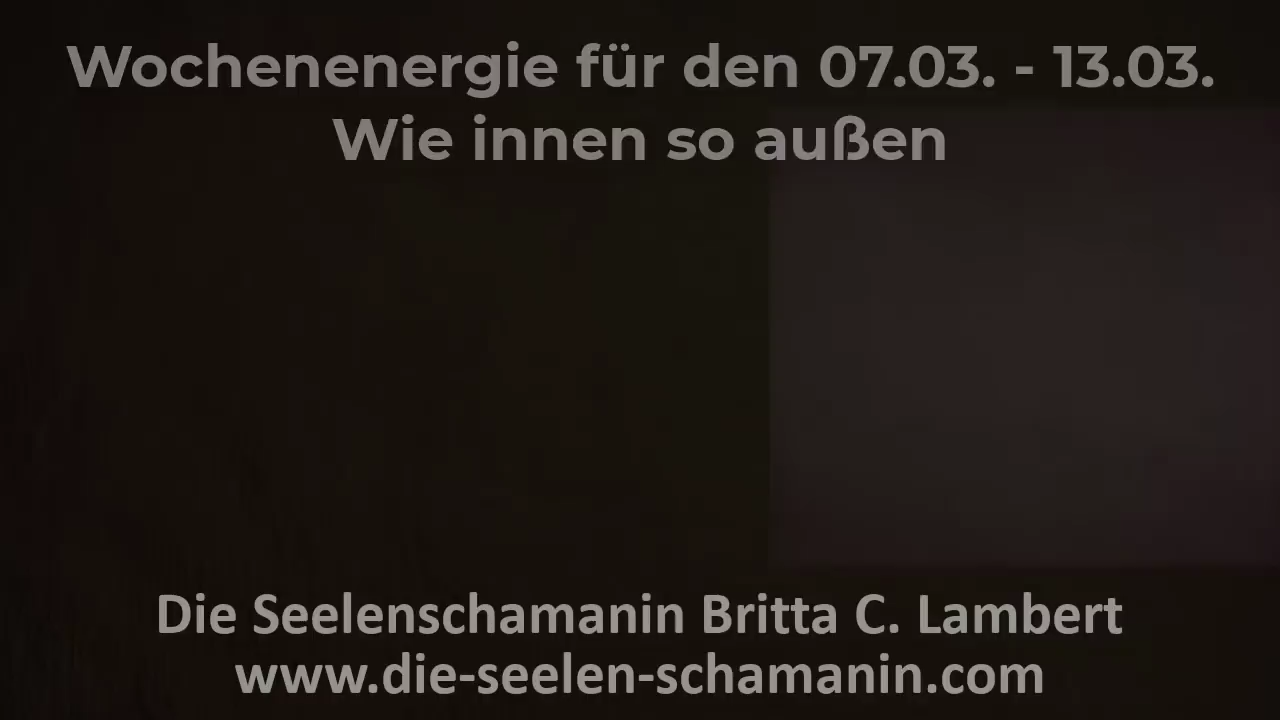 Wochenenergie für den 07.03. - 13.03.
Wie innen so außen
Die Seelenschamanin Britta C. Lambert
www.die-seelen-schamanin.com